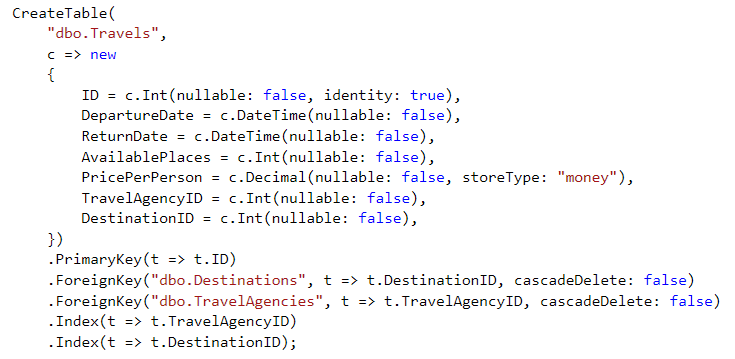 CreateTable(
    "dbo.Travels",
    c => new
    {
        ID = c.Int(nullable: false, identity: true),
        DepartureDate = c.DateTime(nullable: false),
        ReturnDate = c.DateTime(nullable: false),
        AvailablePlaces = c.Int(nullable: false),
        PricePerPerson = c.Decimal(nullable: false, storeType: "money"),
        TravelAgencyID = c.Int(nullable: false),
        DestinationID = c.Int(nullable: false),
    })
    .PrimaryKey(t => t.ID)
    .ForeignKey("dbo.Destinations", t => t.DestinationID, cascadeDelete: false)
    .ForeignKey("dbo.TravelAgencies", t => t.TravelAgencyID, cascadeDelete: false)
    .Index(t => t.TravelAgencyID)
    .Index(t => t.DestinationID);